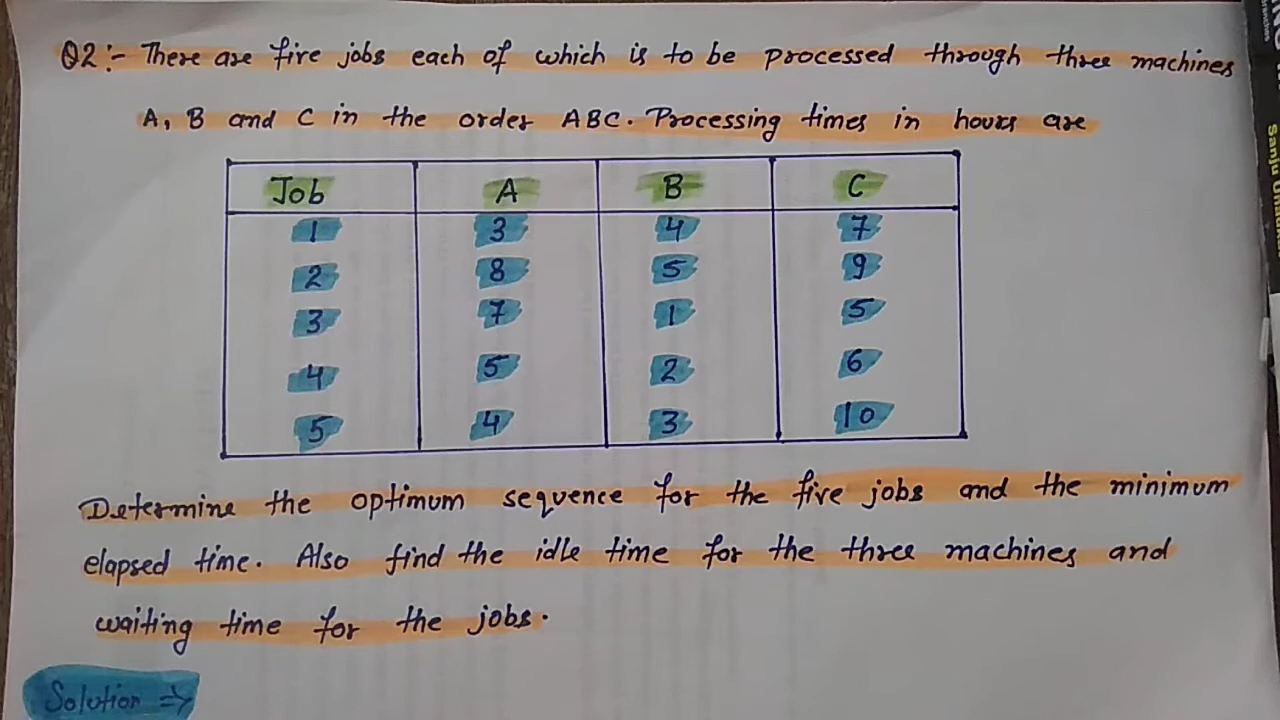 Q2:- There are five jobs each of which is to be processed through three machines
A, B and C in the order ABC. Processing times in hours are
Job A B C
1 3 4 7
2 8 5 9
3 7 1 5
4 5 2 6
5 4 3 10
Determine the optimum sequence for the five jobs and the minimum
elapsed time. Also find the idle time for the three machines and
waiting time for the jobs.
Solution ⇒